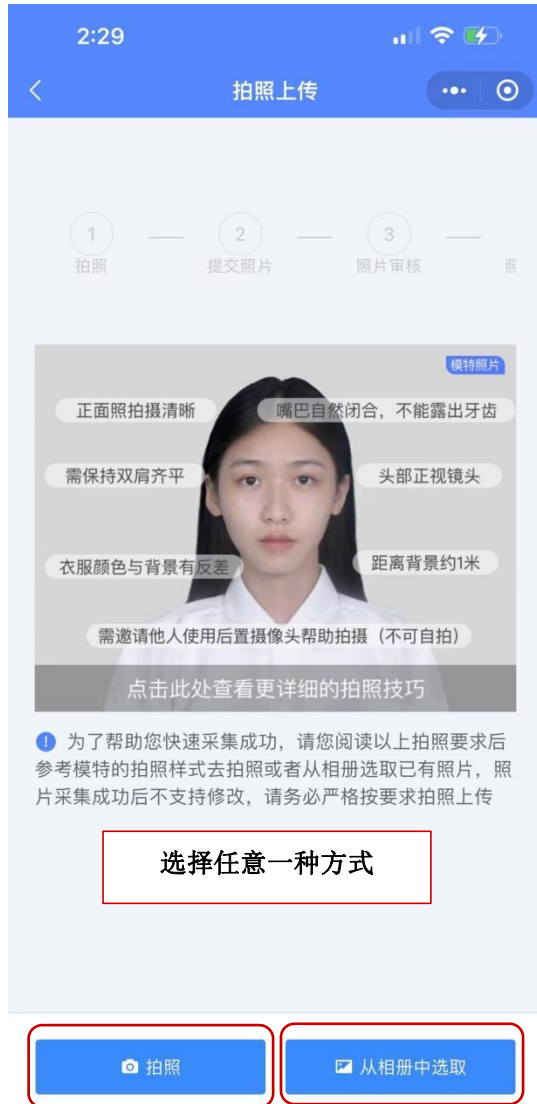 2:29
拍照上传
1
2
3
拍照
提交照片
照片审核
照
模特照片
正面照拍摄清晰
嘴巴自然闭合，不能露出牙齿
需保持双肩齐平
头部正视镜头
衣服颜色与背景有反差
距离背景约1米
需邀请他人使用后置摄像头帮助拍摄（不可自拍）
点击此处查看更详细的拍照技巧
为了帮助您快速采集成功，请您阅读以上拍照要求后
参考模特的拍照样式去拍照或者从相册选取已有照片，照
片采集成功后不支持修改，请务必严格按要求拍照上传
选择任意一种方式
拍照
从相册中选取